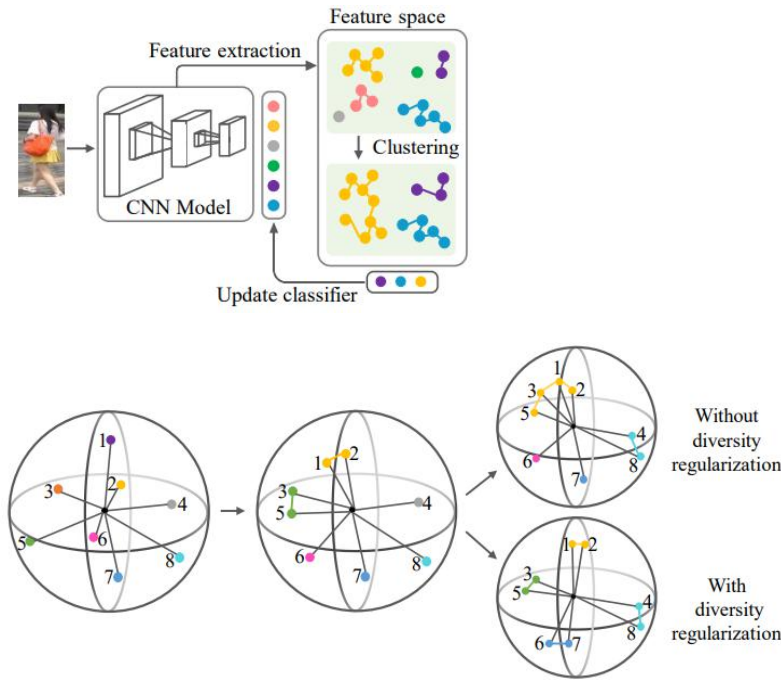 Feature space
Feature extraction
Clustering
CNN Model
Update classifier
1
2
3
4
5
6
7
8
1
2
3
4
5
6
7
8
1
2
3
4
5
6
7
8
Without
diversity
regularization
1
2
3
4
5
6
7
8
With
diversity
regularization